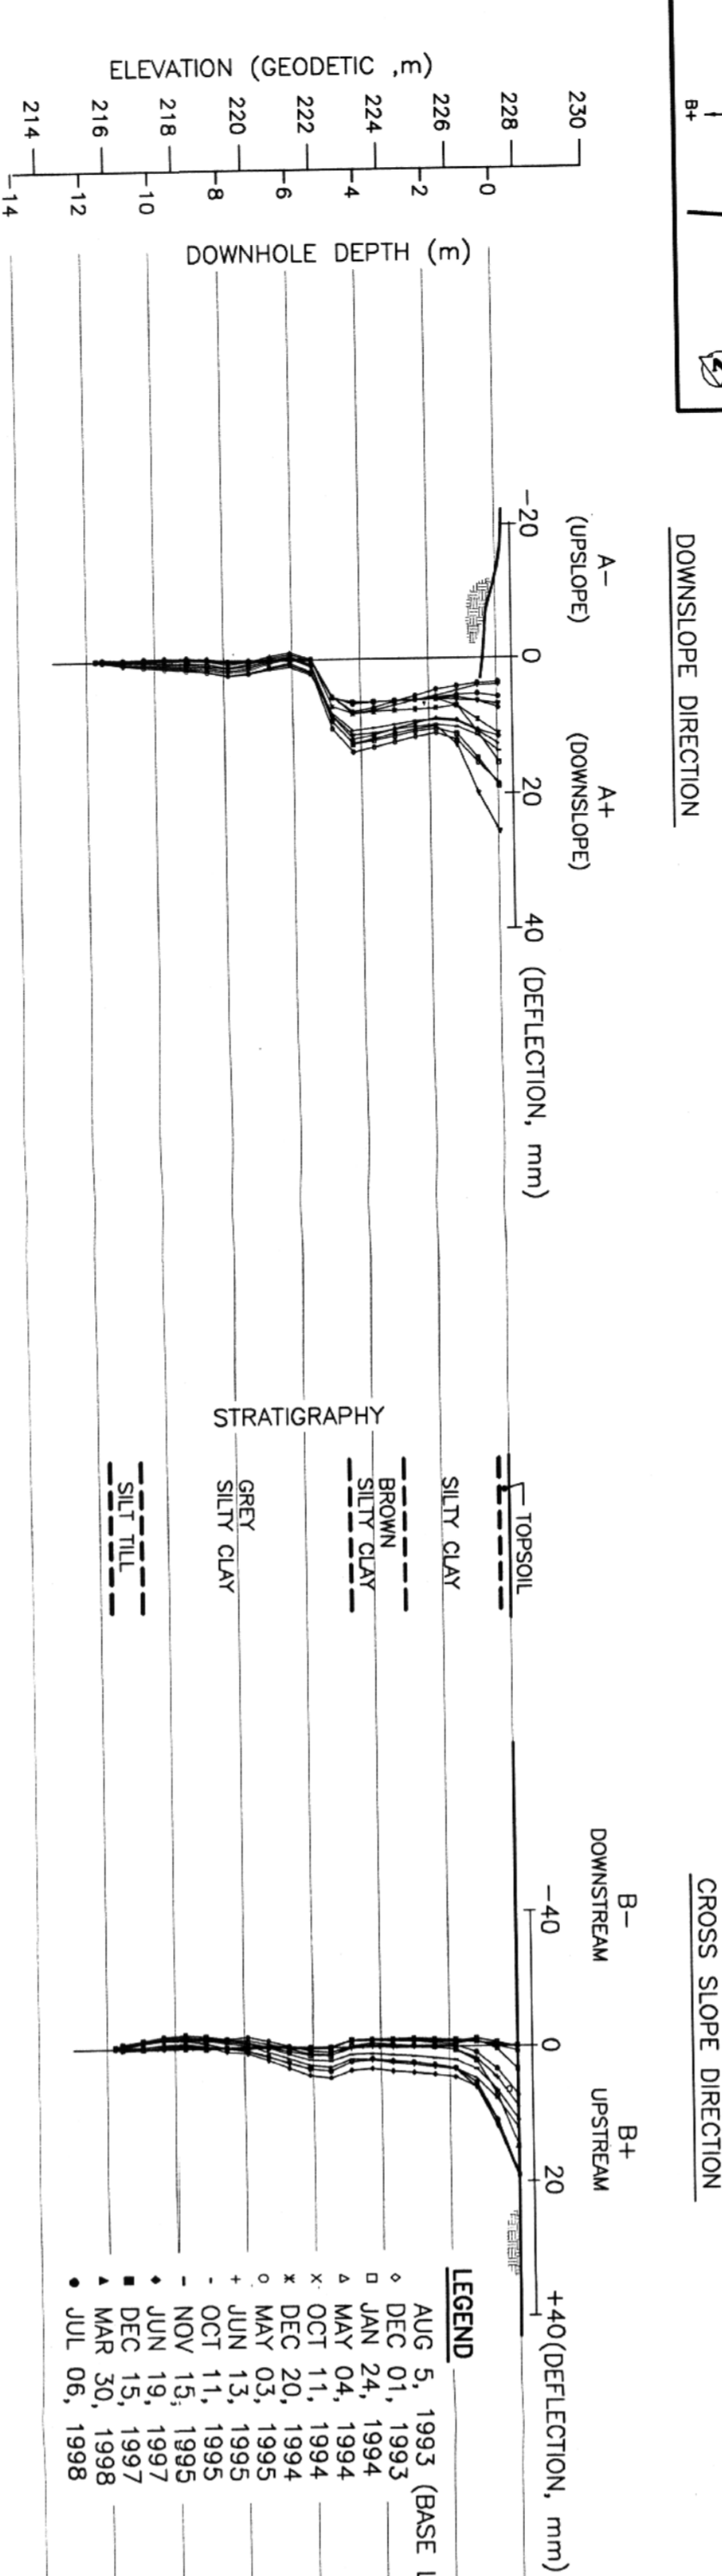 B+
DOWNSLOPE DIRECTION
CROSS SLOPE DIRECTION
A-
(UPSLOPE)
A+
(DOWNSLOPE)
-20
0
20
40 (DEFLECTION, mm)
B-
DOWNSTREAM
B+
UPSTREAM
-40
0
20
+40 (DEFLECTION, mm)
ELEVATION (GEODETIC ,m)
230
228
226
224
222
220
218
216
214
DOWNHOLE DEPTH (m)
0
2
4
6
8
10
12
14
STRATIGRAPHY
TOPSOIL
SILTY CLAY
BROWN
SILTY CLAY
GREY
SILTY CLAY
SILT TILL
LEGEND
AUG 5, 1993 (BASE
DEC 01, 1993
JAN 24, 1994
MAY 04, 1994
OCT 11, 1994
DEC 20, 1994
MAY 03, 1995
JUN 13, 1995
OCT 11, 1995
NOV 15, 1995
JUN 19, 1997
DEC 15, 1997
MAR 30, 1998
JUL 06, 1998